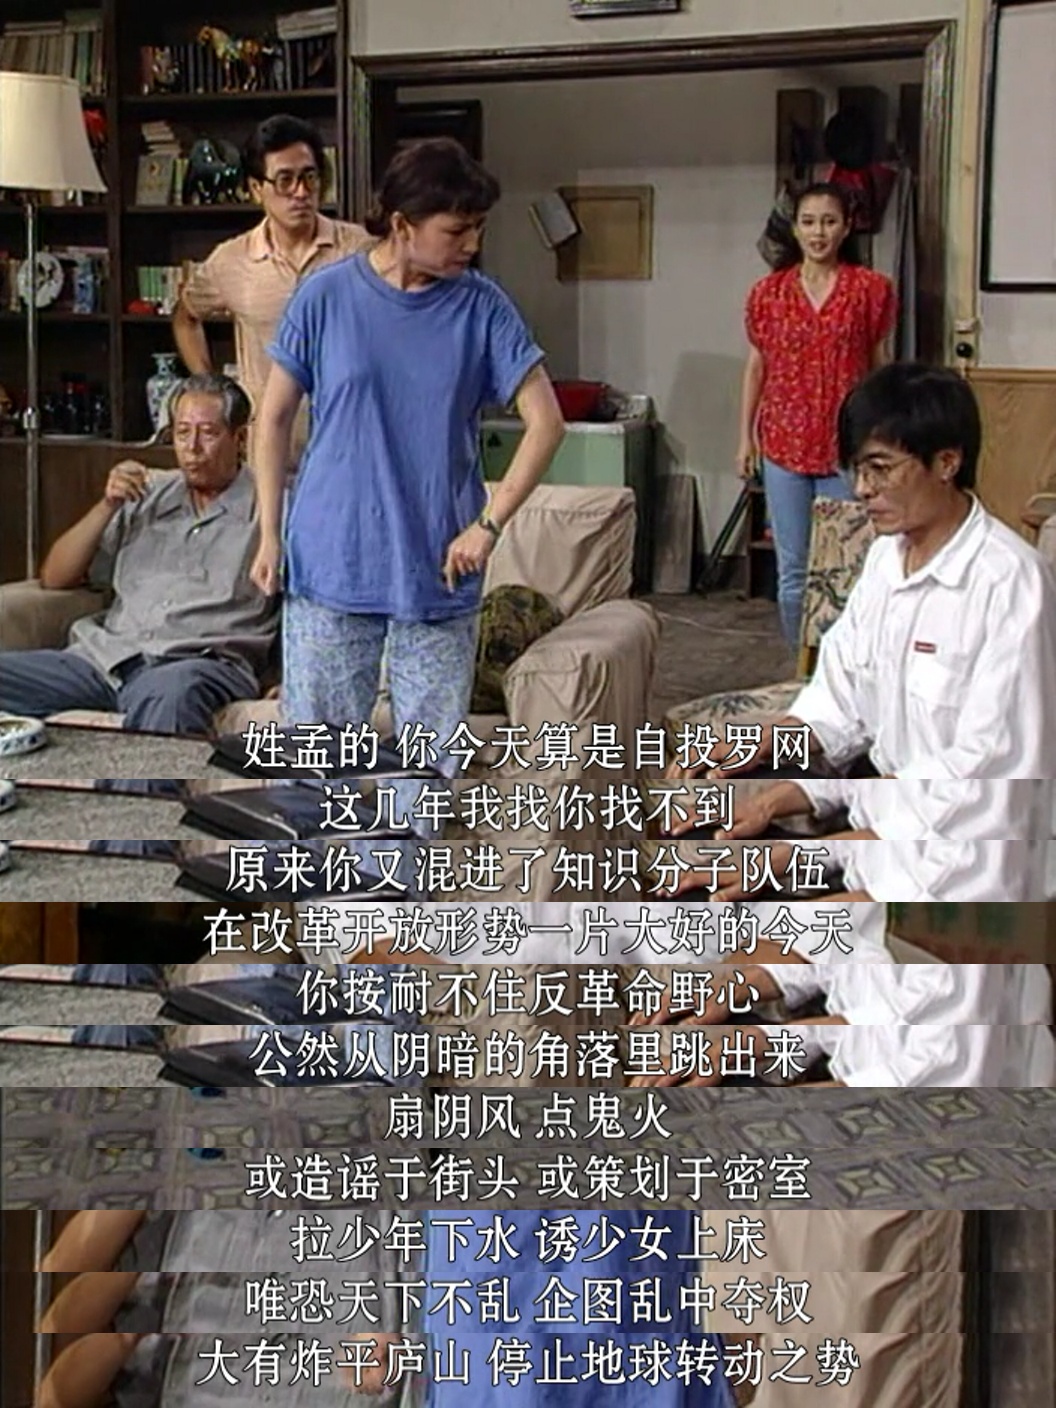 姓孟的 你今天算是自投罗网
这几年我找你找不到
原来你又混进了知识分子队伍
在改革开放形势一片大好的今天
你按耐不住反革命野心
公然从阴暗的角落里跳出来
扇阴风 点鬼火
或造谣于街头 或策划于密室
拉少年下水 诱少女上床
唯恐天下不乱 企图乱中夺权
大有炸平庐山 停止地球转动之势